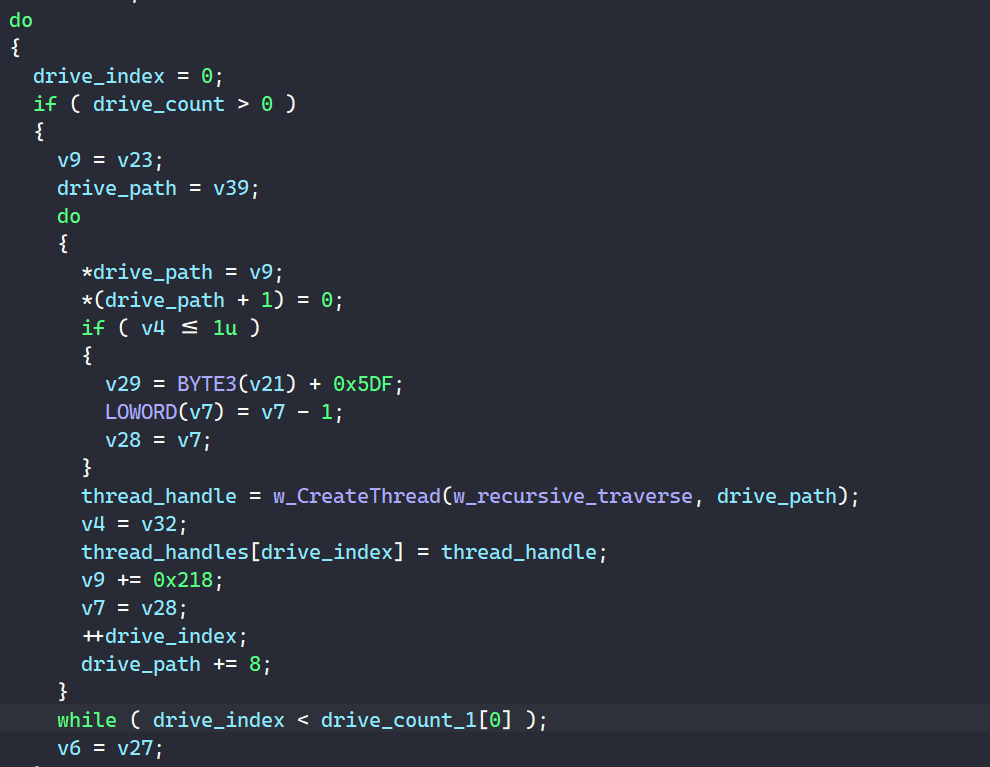 do
{
drive_index = 0;
if ( drive_count > 0 )
{
v9 = v23;
drive_path = v39;
do
{
*drive_path = v9;
*(drive_path + 1) = 0;
if ( v4 ≤ 1u )
{
v29 = BYTE3(v21) + 0x5DF;
LOWORD(v7) = v7 - 1;
v28 = v7;
}
thread_handle = w_CreateThread(w_recursive_traverse, drive_path);
v4 = v32;
thread_handles[drive_index] = thread_handle;
v9 += 0x218;
v7 = v28;
++drive_index;
drive_path += 8;
}
while ( drive_index < drive_count_1[0] );
v6 = v27;